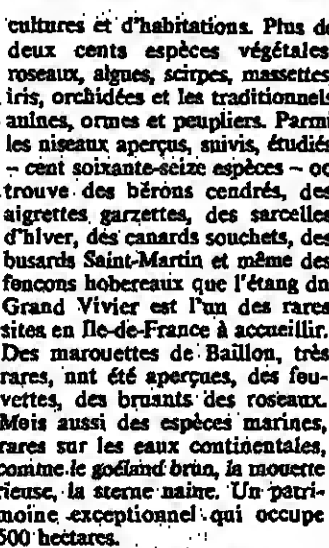 cultures et d'habitations. Plus de
deux cents espèces végétales
roseaux, algues, scirpes, massettes
iris, orchidées et les traditionnels
aulnes, ormes et peupliers. Parmi
les niseaux aperçus, suivis, étudiés
– cent soixante-seize espèces – on
trouve des hérons cendrés, des
aigrettes garzettes, des sarcelles
d'hiver, des canards souchets, des
busards Saint-Martin et même des
foncons hobereaux que l'étang du
Grand Vivier est l'un des rares
sites en Ile-de-France à accueillir.
Des marouettes de Baillon, très
rares, nnt été aperçues, des fou-
vettes, des bruants des roseaux.
Mais aussi des espèces marines,
rares sur les eaux continentales,
comme le goéland brun, la mouette
rieuse, la sterne naine. Un patri-
moine exceptionnel qui occupe
500 hectares.